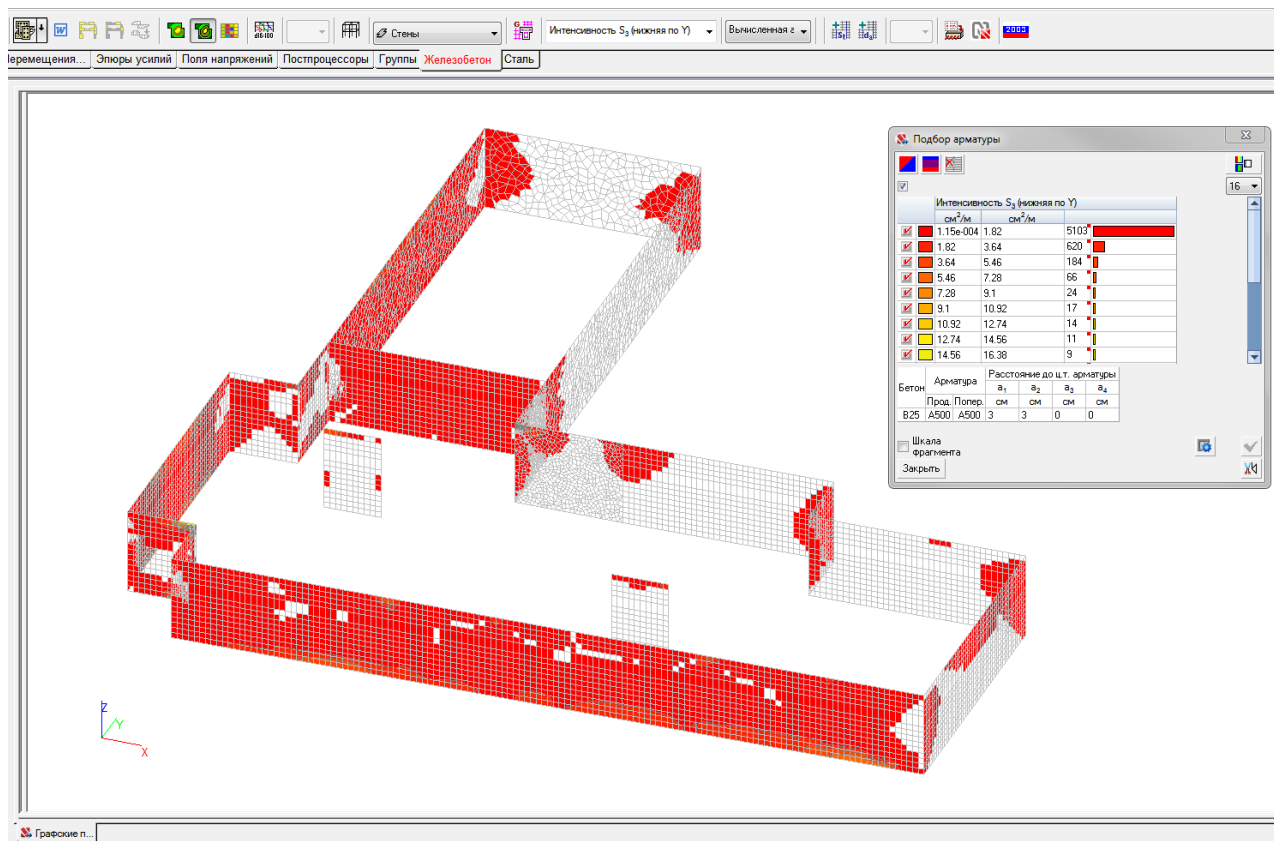 W
d16-100
Стены
G
Интенсивность S3 (нижняя по Y)
Вычисленная а
S1
2003
Перемещения... Эпюры усилий Поля напряжений Постпроцессоры Группы Железобетон Сталь
Подбор арматуры
16
Интенсивность S3 (нижняя по Y)
см2/м см2/м
1.15e-004 1.82 5103
1.82 3.64 620
3.64 5.46 184
5.46 7.28 66
7.28 9.1 24
9.1 10.92 17
10.92 12.74 14
12.74 14.56 11
14.56 16.38 9
Бетон Арматура Расстояние до ц.т. арматуры
a1 a2 a3 a4
Прод. Попер. см см см см
B25 A500 A500 3 3 0 0
Шкала
фрагмента
Закрыть
Z
Y
X
Графские п...